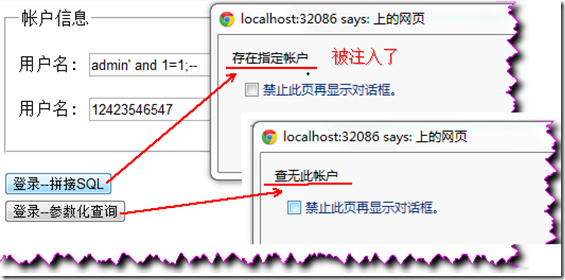 帐户信息
用户名: admin' and 1=1;--
用户名: 12423546547
登录--拼接SQL
登录--参数化查询
localhost:32086 says: 上的网页
存在指定帐户 被注入了
禁止此页再显示对话框。
localhost:32086 says: 上的网页
查无此帐户
禁止此页再显示对话框。